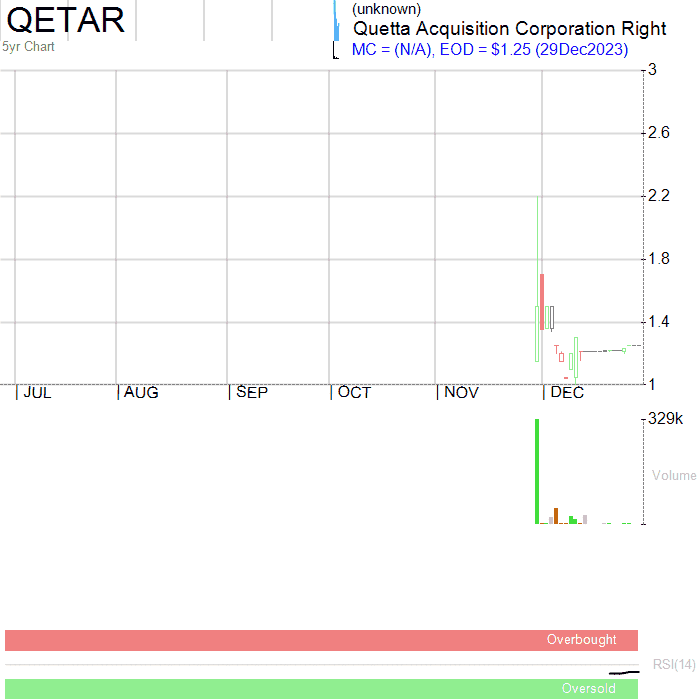 QETAR
5yr Chart
(unknown)
Quetta Acquisition Corporation Right
MC = (N/A), EOD = $1.25 (29Dec2023)
3
2.6
2.2
1.8
1.4
1
JUL AUG SEP OCT NOV DEC
329k
Volume
Overbought
RSI(14)
Oversold